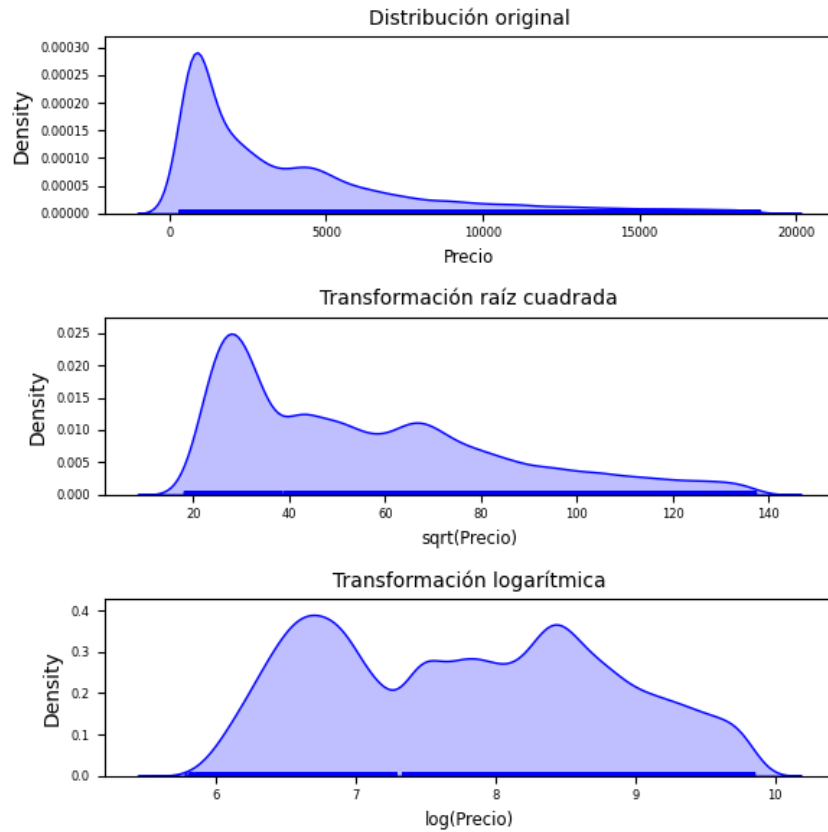 Distribución original
0.00030
0.00025
0.00020
0.00015
0.00010
0.00005
0.00000
Density
0 5000 10000 15000 20000
Precio
Transformación raíz cuadrada
0.025
0.020
0.015
0.010
0.005
0.000
Density
20 40 60 80 100 120 140
sqrt(Precio)
Transformación logarítmica
0.4
0.3
0.2
0.1
0.0
Density
6 7 8 9 10
log(Precio)